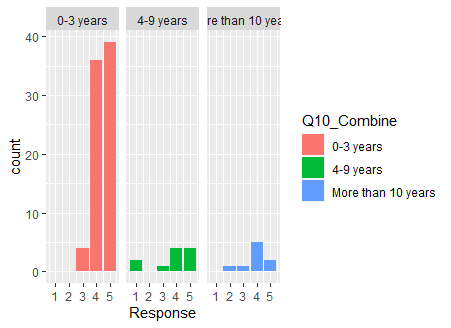 0-3 years 4-9 years re than 10 yea
40
30
20
10
0
count
1 2 3 4 5 1 2 3 4 5 1 2 3 4 5
Response
Q10_Combine
0-3 years
4-9 years
More than 10 years